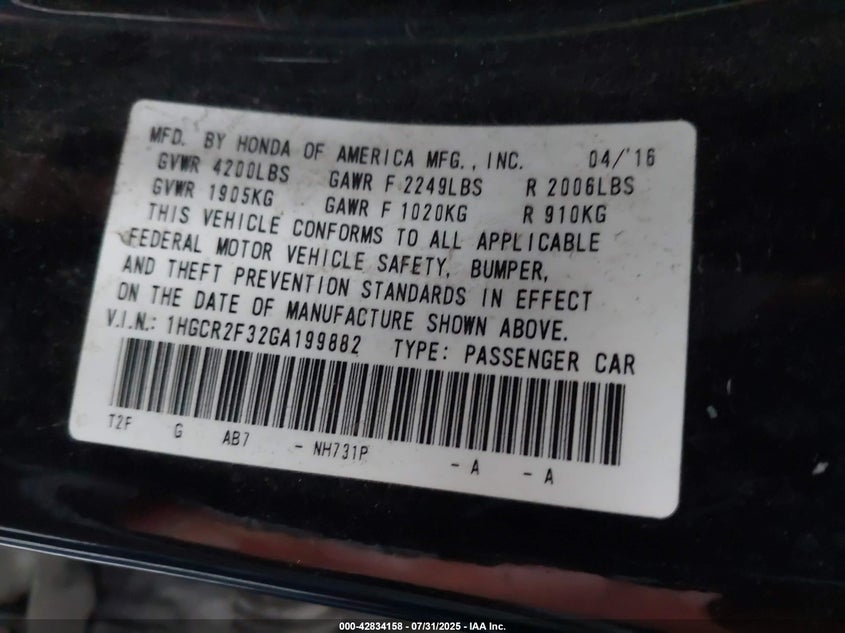 MFD. BY HONDA OF AMERICA MFG., INC. 04/'16
GVWR 4200LBS GAWR F 2249LBS R 2006LBS
GVWR 1905KG GAWR F 1020KG R 910KG
THIS VEHICLE CONFORMS TO ALL APPLICABLE
FEDERAL MOTOR VEHICLE SAFETY, BUMPER,
AND THEFT PREVENTION STANDARDS IN EFFECT
ON THE DATE OF MANUFACTURE SHOWN ABOVE.
V.I.N.: 1HGCR2F32GA199882 TYPE: PASSENGER CAR
T2F G AB7 - NH731P - A - A
000-42834158 - 07/31/2025 - IAA Inc.